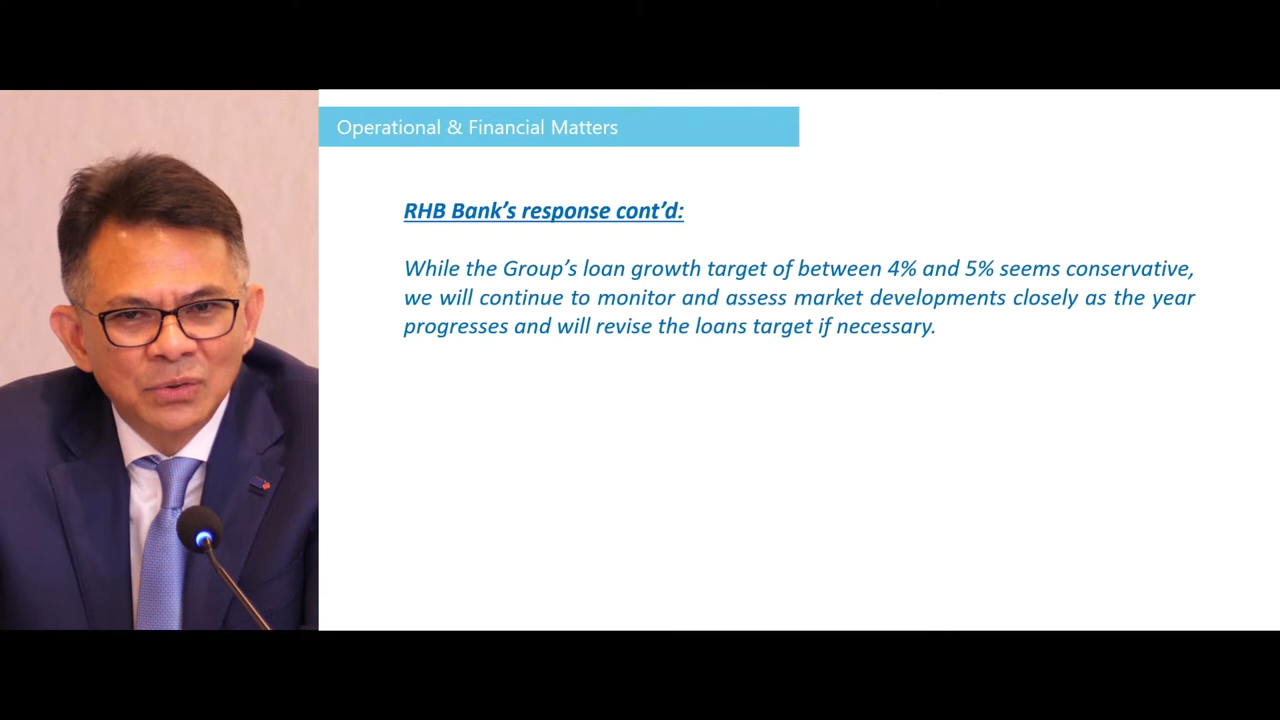 Operational & Financial Matters
RHB Bank’s response cont’d:
While the Group’s loan growth target of between 4% and 5% seems conservative,
we will continue to monitor and assess market developments closely as the year
progresses and will revise the loans target if necessary.